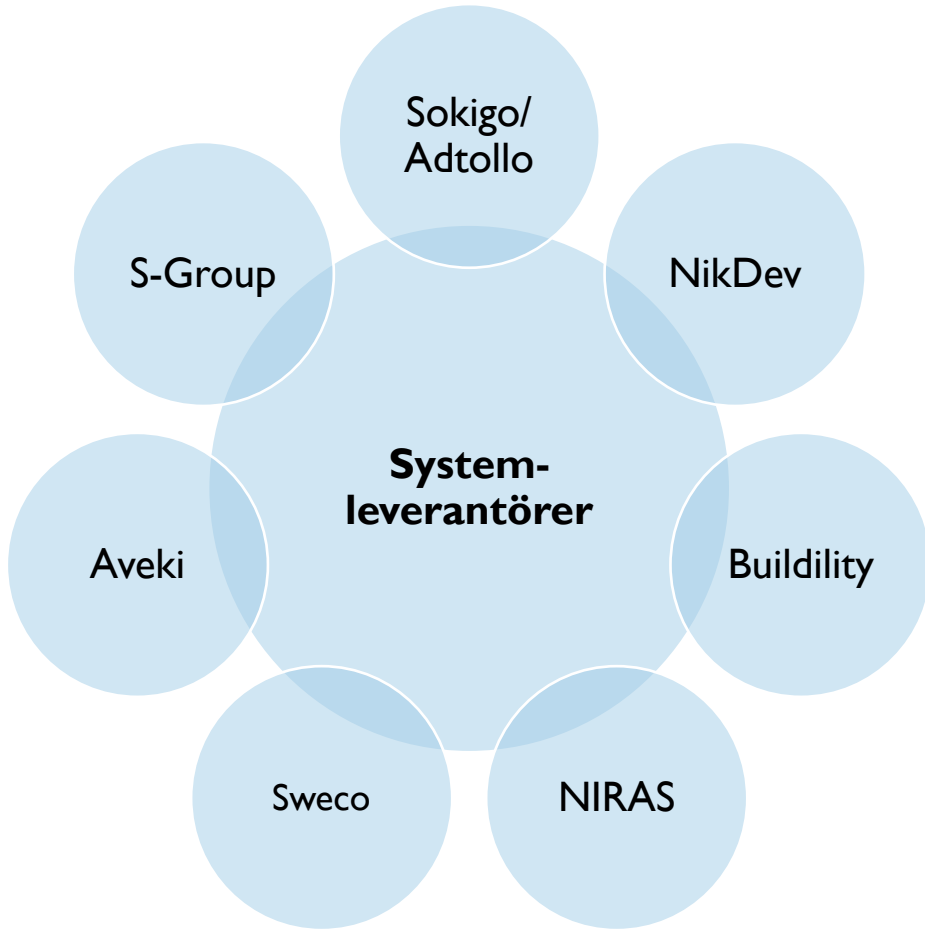 Sokigo/
Adtollo
S-Group
NikDev
System-
leverantörer
Aveki
Buildility
Sweco
NIRAS